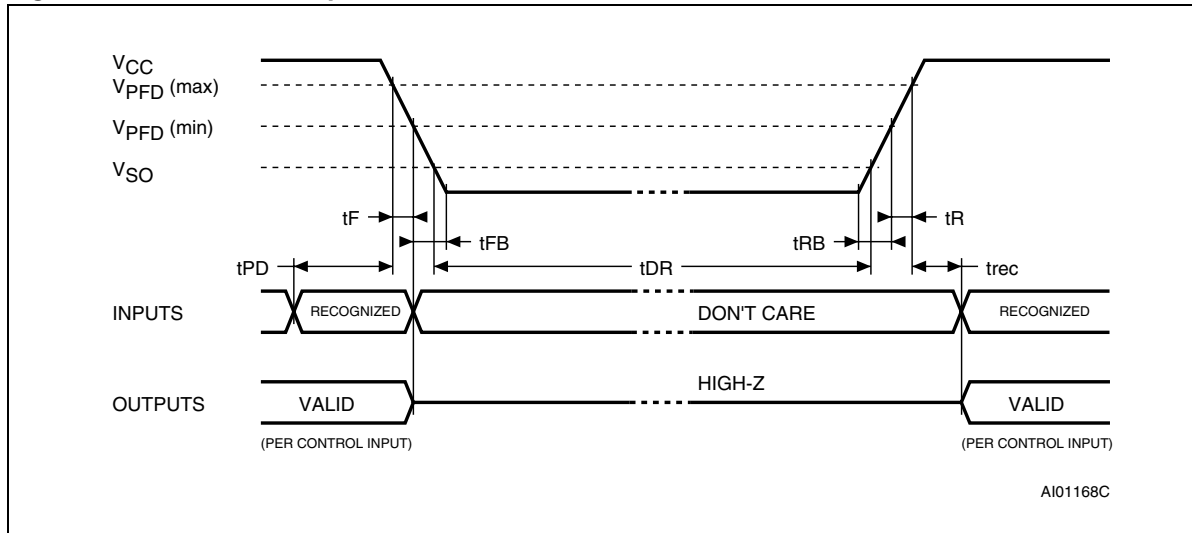 VCC
VPFD (max)
VPFD (min)
VSO
tF
tFB
tR
tRB
tPD
tDR
trec
INPUTS
RECOGNIZED
DON'T CARE
RECOGNIZED
HIGH-Z
OUTPUTS
VALID
VALID
(PER CONTROL INPUT)
(PER CONTROL INPUT)
AI01168C